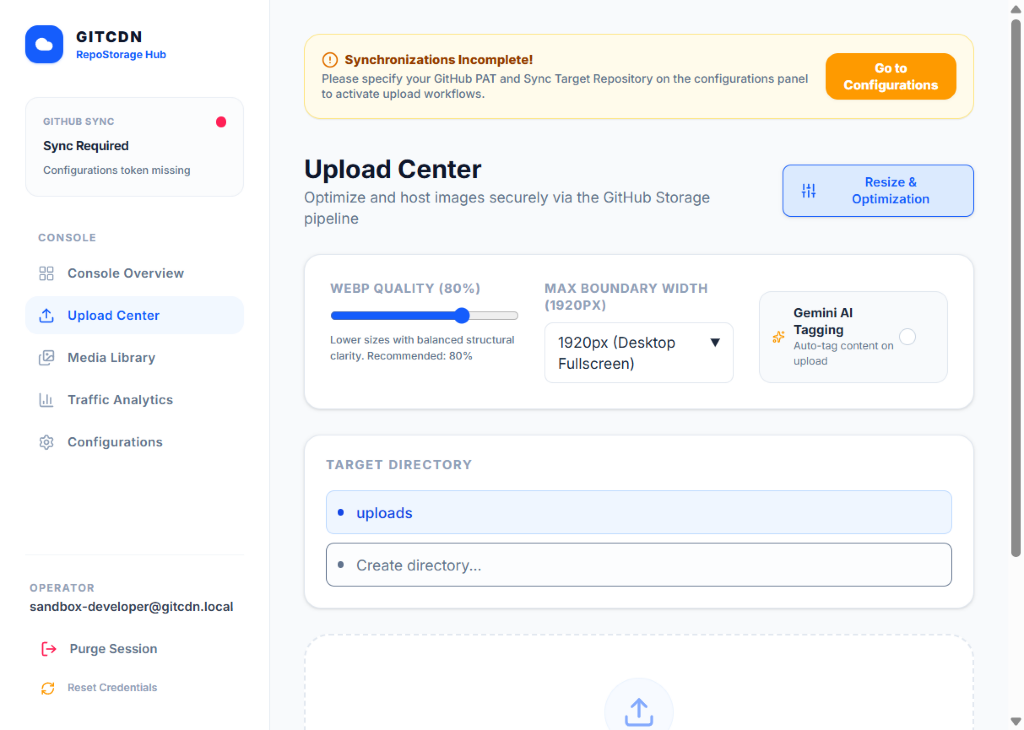 GITCDN
RepoStorage Hub
GITHUB SYNC
Sync Required
Configurations token missing
CONSOLE
Console Overview
Upload Center
Media Library
Traffic Analytics
Configurations
OPERATOR
sandbox-developer@gitcdn.local
Purge Session
Reset Credentials
Synchronizations Incomplete!
Please specify your GitHub PAT and Sync Target Repository on the configurations panel
to activate upload workflows.
Go to
Configurations
Upload Center
Optimize and host images securely via the GitHub Storage
pipeline
Resize &
Optimization
WEBP QUALITY (80%)
Lower sizes with balanced structural
clarity. Recommended: 80%
MAX BOUNDARY WIDTH
(1920PX)
1920px (Desktop
Fullscreen)
Gemini AI
Tagging
Auto-tag content on
upload
TARGET DIRECTORY
uploads
Create directory...